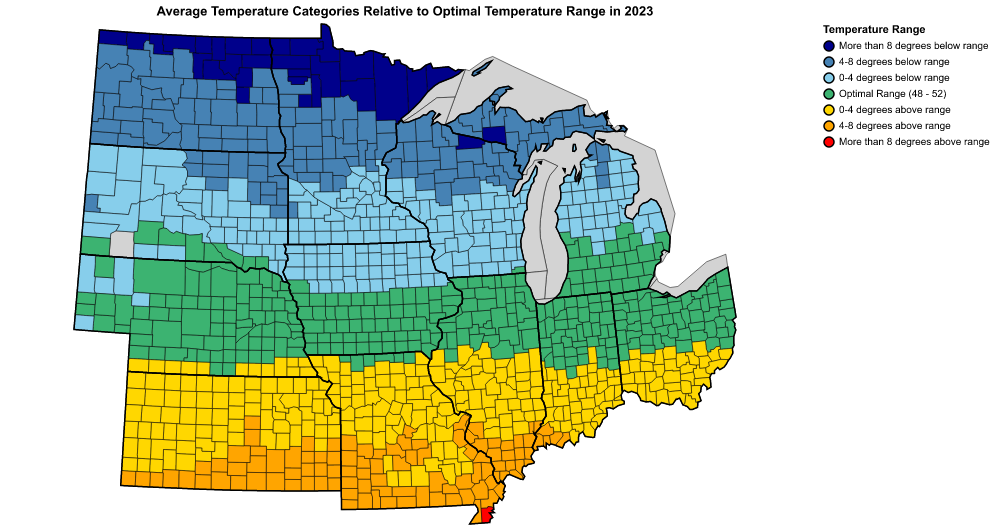 Average Temperature Categories Relative to Optimal Temperature Range in 2023
Temperature Range
More than 8 degrees below range
4-8 degrees below range
0-4 degrees below range
Optimal Range (48 - 52)
0-4 degrees above range
4-8 degrees above range
More than 8 degrees above range